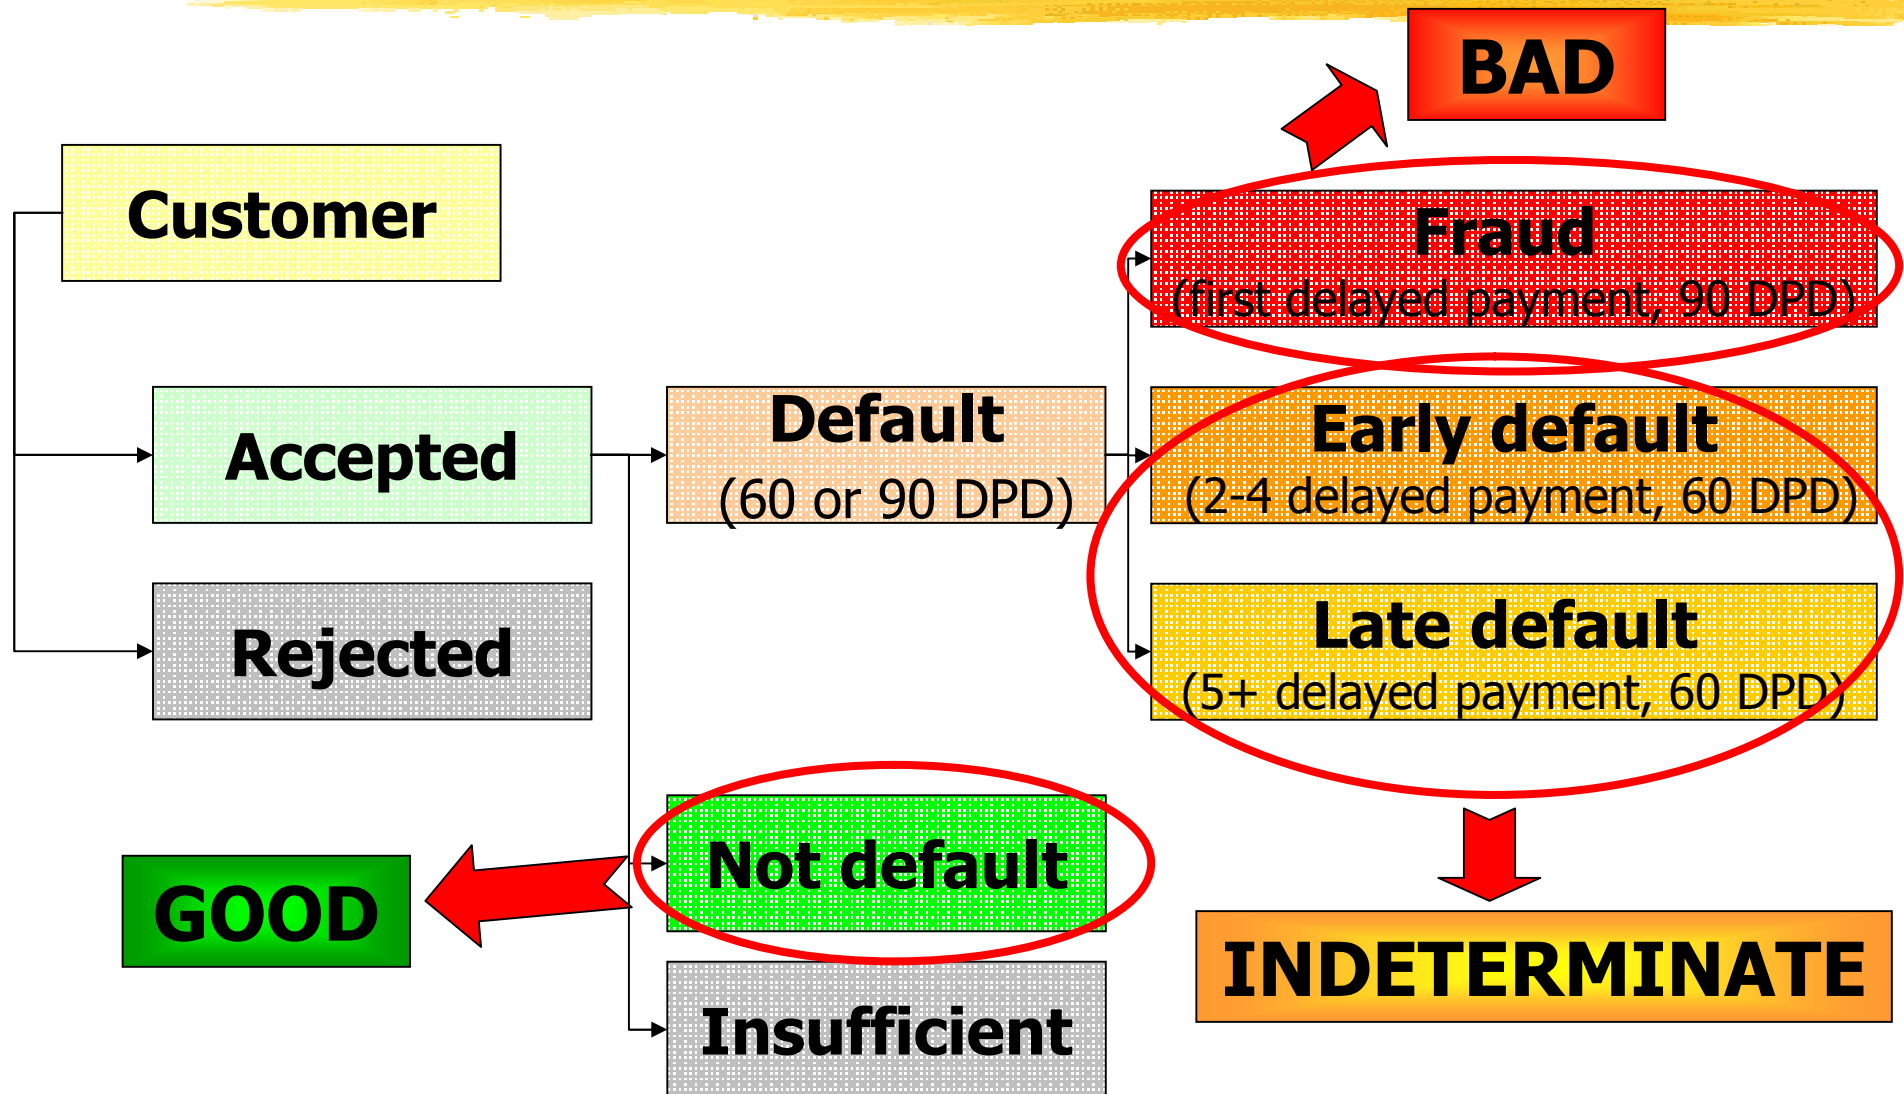 BAD
Customer
Fraud
(first delayed payment, 90 DPD)
Accepted
Default
(60 or 90 DPD)
Early default
(2-4 delayed payment, 60 DPD)
Rejected
Late default
(5+ delayed payment, 60 DPD)
Not default
GOOD
INDETERMINATE
Insufficient